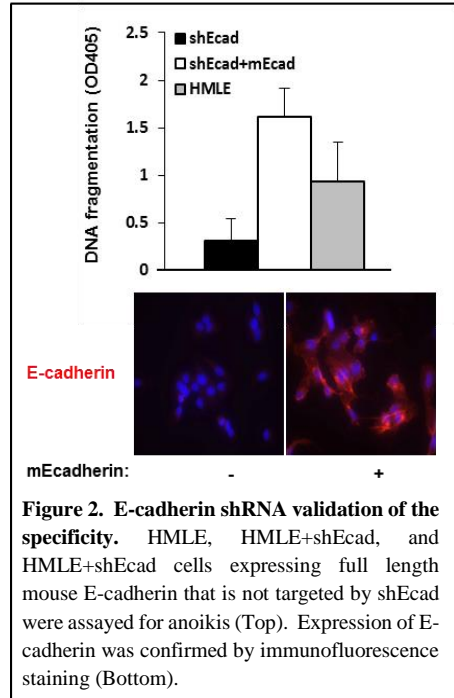 shEcad
shEcad+mEcad
HMLE
DNA fragmentation (OD405)
2.5
2
1.5
1
0.5
0
E-cadherin
mEcadherin: - +
Figure 2. E-cadherin shRNA validation of the
specificity. HMLE, HMLE+shEcad, and
HMLE+shEcad cells expressing full length
mouse E-cadherin that is not targeted by shEcad
were assayed for anoikis (Top). Expression of E-
cadherin was confirmed by immunofluorescence
staining (Bottom).